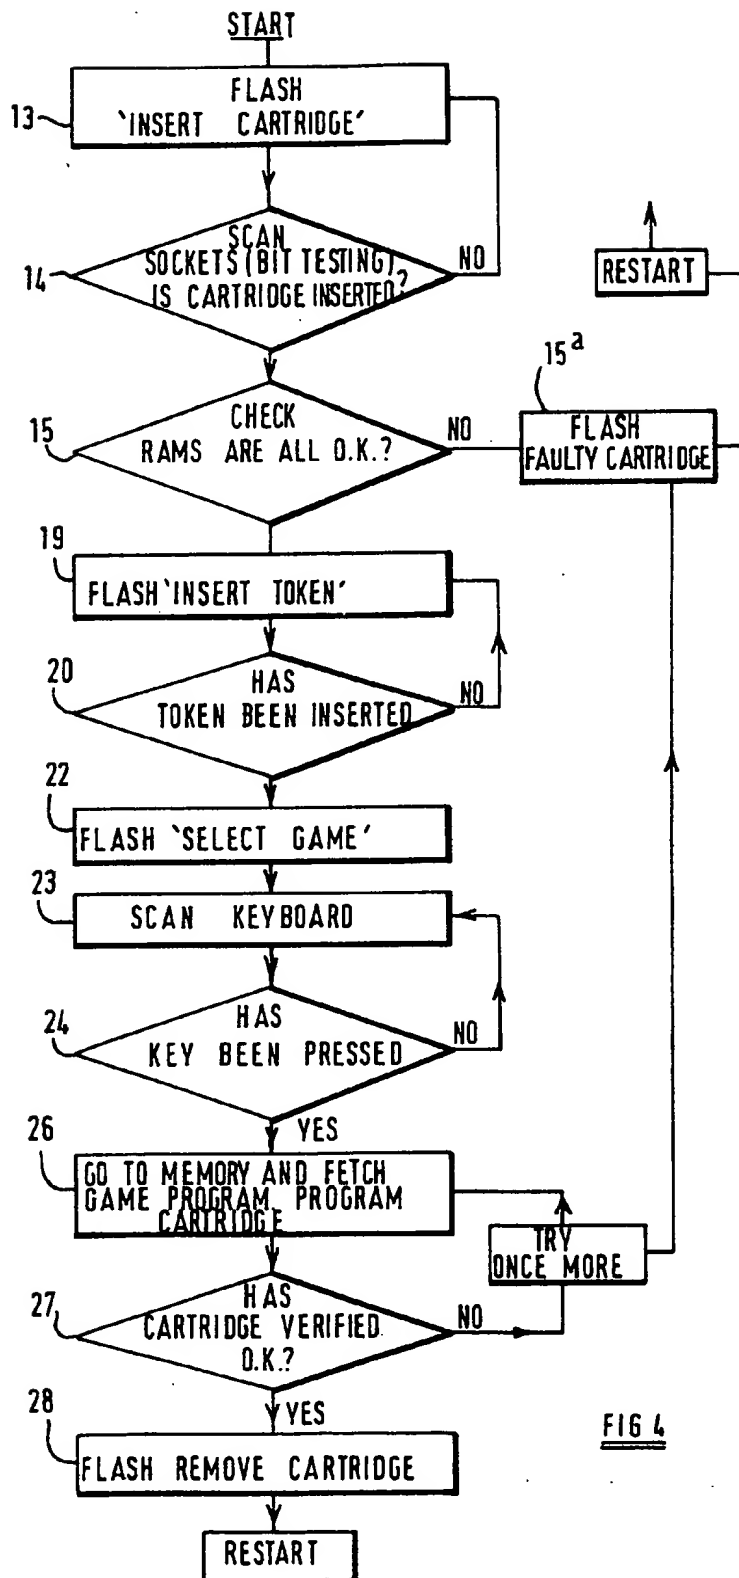 START
13
FLASH
'INSERT CARTRIDGE'
14
SCAN
SOCKETS (BIT TESTING)
IS CARTRIDGE INSERTED?
NO
RESTART
15
CHECK
RAMS ARE ALL O.K.?
NO
15a
FLASH
FAULTY CARTRIDGE
19
FLASH 'INSERT TOKEN'
20
HAS
TOKEN BEEN INSERTED
NO
22
FLASH 'SELECT GAME'
23
SCAN KEYBOARD
24
HAS
KEY BEEN PRESSED
NO
YES
26
GO TO MEMORY AND FETCH
GAME PROGRAM, PROGRAM
CARTRIDGE
TRY
ONCE MORE
27
HAS
CARTRIDGE VERIFIED
O.K.?
NO
YES
28
FLASH REMOVE CARTRIDGE
RESTART
FIG 4